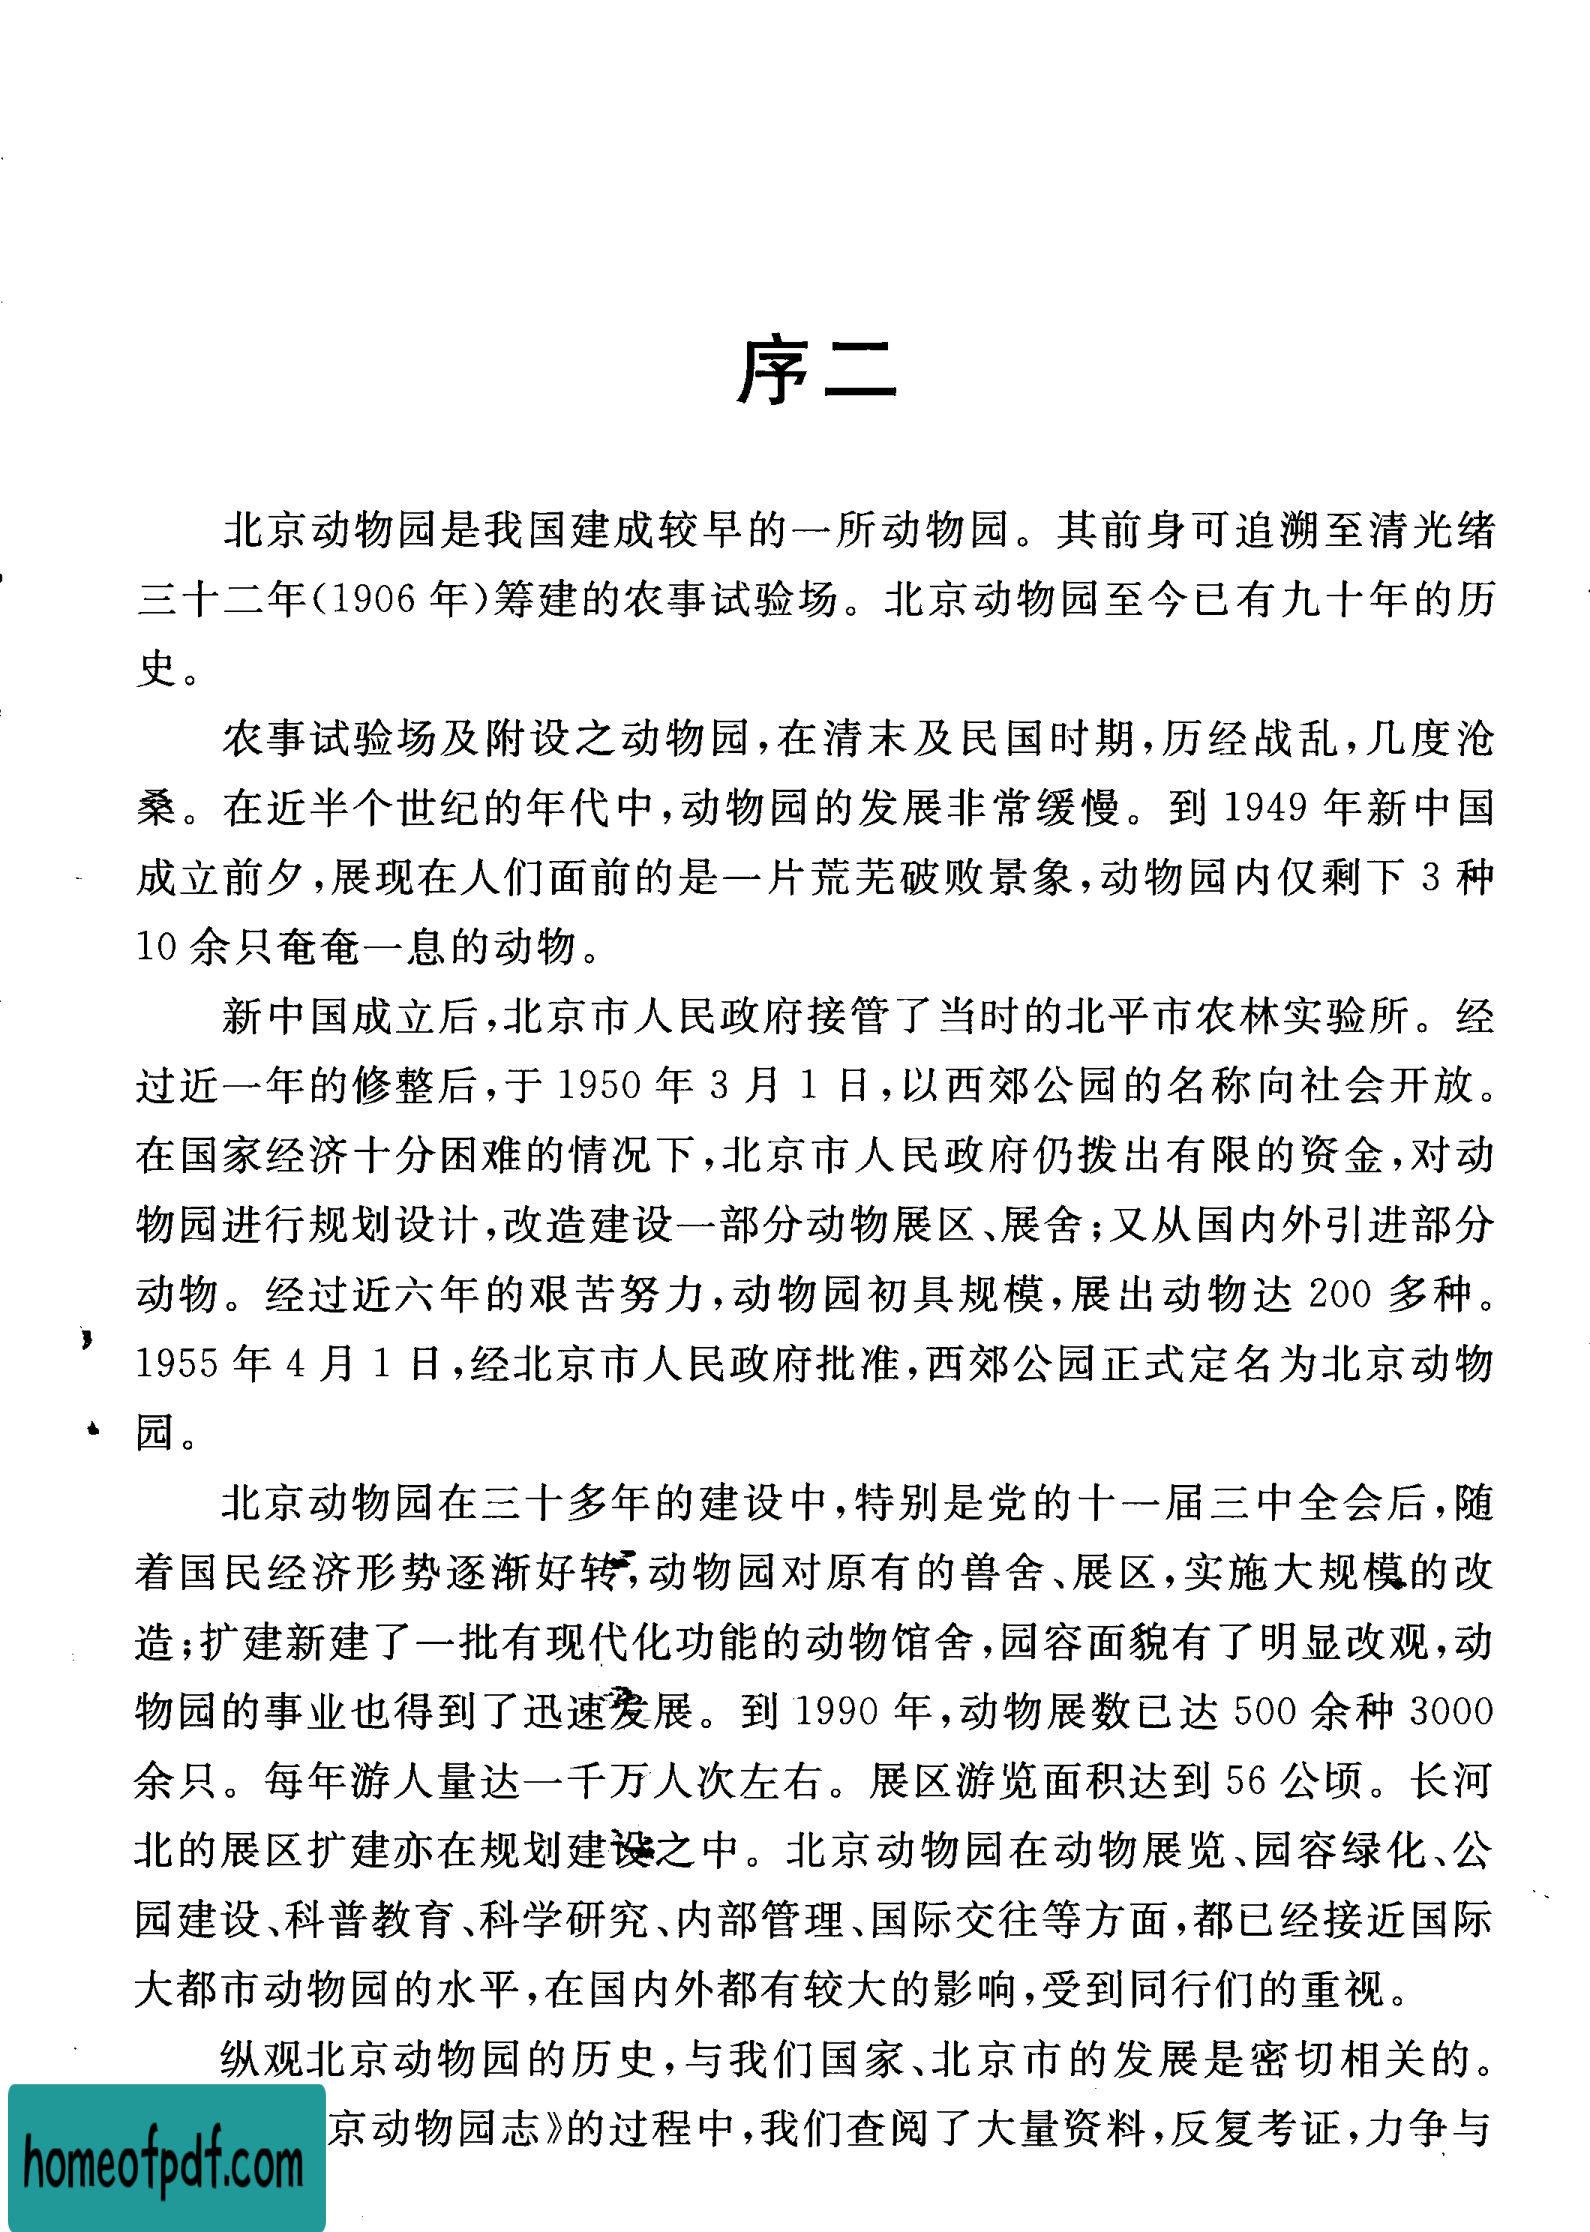 序二
北京动物园是我国建成较早的一所动物园。其前身可追溯至清光绪
三十二年(1906 年)筹建的农事试验场。北京动物园至今已有九十年的历
史。
农事试验场及附设之动物园,在清末及民国时期,历经战乱,几度沧
桑。在近半个世纪的年代中,动物园的发展非常缓慢。到 1949 年新中国
成立前夕,展现在人们面前的是一片荒芜破败景象,动物园内仅剩下 3 种
10 余只奄奄一息的动物。
新中国成立后,北京市人民政府接管了当时的北平市农林实验所。经
过近一年的修整后,于 1950 年 3 月 1 日,以西郊公园的名称向社会开放。
在国家经济十分困难的情况下,北京市人民政府仍拨出有限的资金,对动
物园进行规划设计,改造建设一部分动物展区、展舍;又从国内外引进部分
动物。经过近六年的艰苦努力,动物园初具规模,展出动物达 200 多种。
1955 年 4 月 1 日,经北京市人民政府批准,西郊公园正式定名为北京动物
园。
北京动物园在三十多年的建设中,特别是党的十一届三中全会后,随
着国民经济形势逐渐好转,动物园对原有的兽舍、展区,实施大规模的改
造;扩建新建了一批有现代化功能的动物馆舍,园容面貌有了明显改观,动
物园的事业也得到了迅速发展。到 1990 年,动物展数已达 500 余种 3000
余只。每年游人量达一千万人次左右。展区游览面积达到 56 公顷。长河
北的展区扩建亦在规划建设之中。北京动物园在动物展览、园容绿化、公
园建设、科普教育、科学研究、内部管理、国际交往等方面,都已经接近国际
大都市动物园的水平,在国内外都有较大的影响,受到同行们的重视。
纵观北京动物园的历史,与我们国家、北京市的发展是密切相关的。
京动物园志》的过程中,我们查阅了大量资料,反复考证,力争与
homeofpdf.com